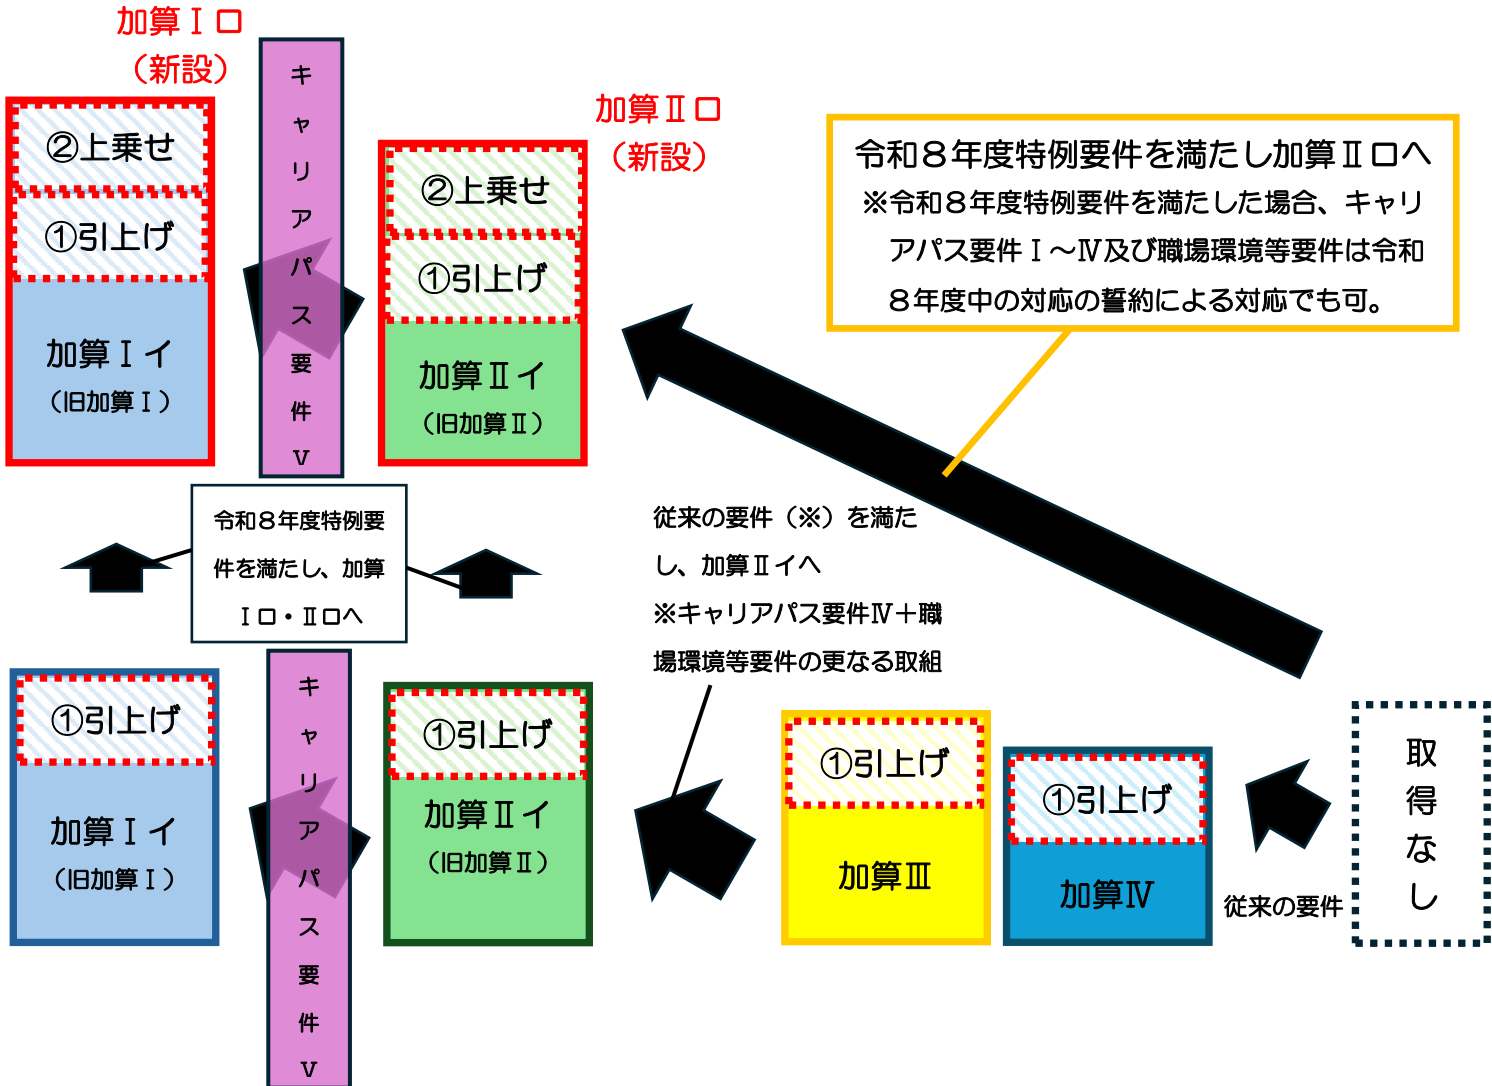 加算Ⅰロ
（新設）
②上乗せ
①引上げ
加算Ⅰイ
（旧加算Ⅰ）
キャリアパス要件Ⅴ
加算Ⅱロ
（新設）
②上乗せ
①引上げ
加算Ⅱイ
（旧加算Ⅱ）
令和８年度特例要件を満たし加算Ⅱロへ
※令和８年度特例要件を満たした場合、キャリ
アパス要件Ⅰ～Ⅳ及び職場環境等要件は令和
８年度中の対応の誓約による対応でも可。
令和８年度特例要
件を満たし、加算
Ⅰロ・Ⅱロへ
従来の要件（※）を満た
し、加算Ⅱイへ
※キャリアパス要件Ⅳ＋職
場環境等要件の更なる取組
①引上げ
加算Ⅰイ
（旧加算Ⅰ）
キャリアパス要件Ⅴ
①引上げ
加算Ⅱイ
（旧加算Ⅱ）
①引上げ
加算Ⅲ
①引上げ
加算Ⅳ
従来の要件
取得なし